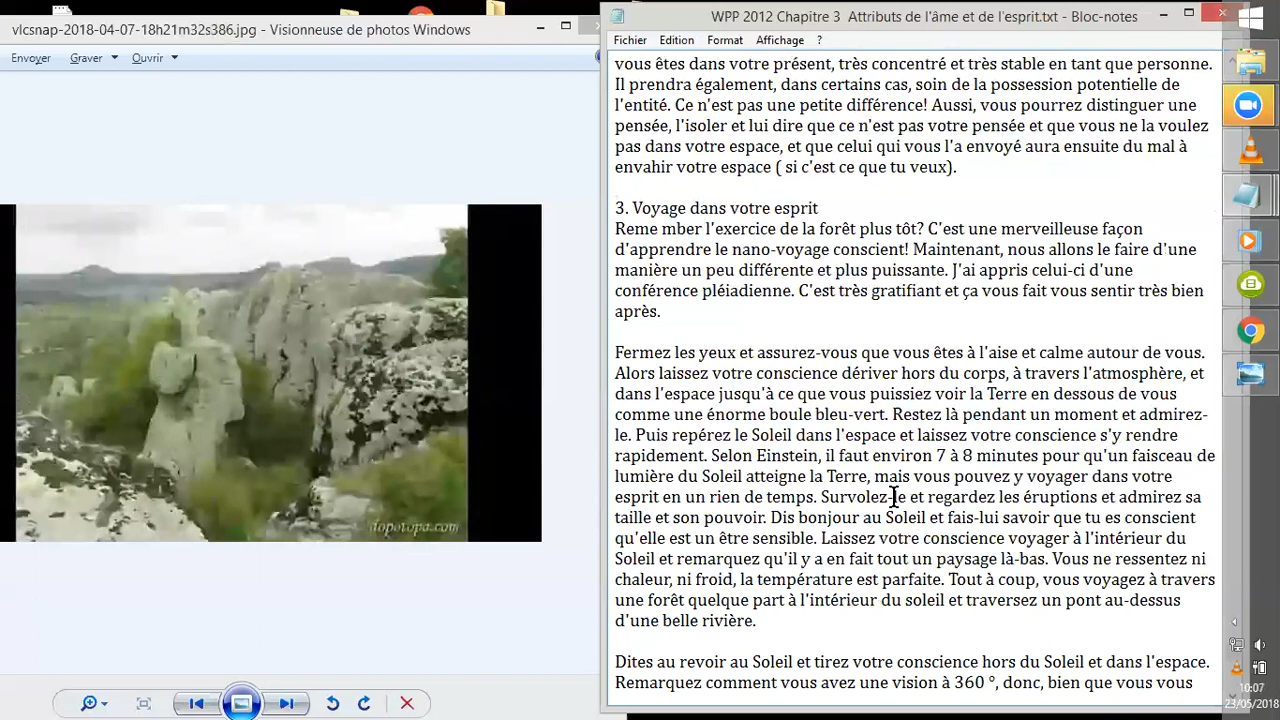 vlcsnap-2018-04-07-18h21m32s386.jpg - Visionneuse de photos Windows
Envoyer Graver Ouvrir
dopotopa.com
WPP 2012 Chapitre 3 Attributs de l'âme et de l'esprit.txt - Bloc-notes
Fichier Edition Format Affichage ?
vous êtes dans votre présent, très concentré et très stable en tant que personne.
Il prendra également, dans certains cas, soin de la possession potentielle de
l'entité. Ce n'est pas une petite différence! Aussi, vous pourrez distinguer une
pensée, l'isoler et lui dire que ce n'est pas votre pensée et que vous ne la voulez
pas dans votre espace, et que celui qui vous l'a envoyé aura ensuite du mal à
envahir votre espace ( si c'est ce que tu veux).
3. Voyage dans votre esprit
Reme mber l'exercice de la forêt plus tôt? C'est une merveilleuse façon
d'apprendre le nano-voyage conscient! Maintenant, nous allons le faire d'une
manière un peu différente et plus puissante. J'ai appris celui-ci d'une
conférence pléiadienne. C'est très gratifiant et ça vous fait vous sentir très bien
après.
Fermez les yeux et assurez-vous que vous êtes à l'aise et calme autour de vous.
Alors laissez votre conscience dériver hors du corps, à travers l'atmosphère, et
dans l'espace jusqu'à ce que vous puissiez voir la Terre en dessous de vous
comme une énorme boule bleu-vert. Restez là pendant un moment et admirez-
le. Puis repérez le Soleil dans l'espace et laissez votre conscience s'y rendre
rapidement. Selon Einstein, il faut environ 7 à 8 minutes pour qu'un faisceau de
lumière du Soleil atteigne la Terre, mais vous pouvez y voyager dans votre
esprit en un rien de temps. Survolez-le et regardez les éruptions et admirez sa
taille et son pouvoir. Dis bonjour au Soleil et fais-lui savoir que tu es conscient
qu'elle est un être sensible. Laissez votre conscience voyager à l'intérieur du
Soleil et remarquez qu'il y a en fait tout un paysage là-bas. Vous ne ressentez ni
chaleur, ni froid, la température est parfaite. Tout à coup, vous voyagez à travers
une forêt quelque part à l'intérieur du soleil et traversez un pont au-dessus
d'une belle rivière.
Dites au revoir au Soleil et tirez votre conscience hors du Soleil et dans l'espace.
Remarquez comment vous avez une vision à 360 °, donc, bien que vous vous
10:07
23/05/2018